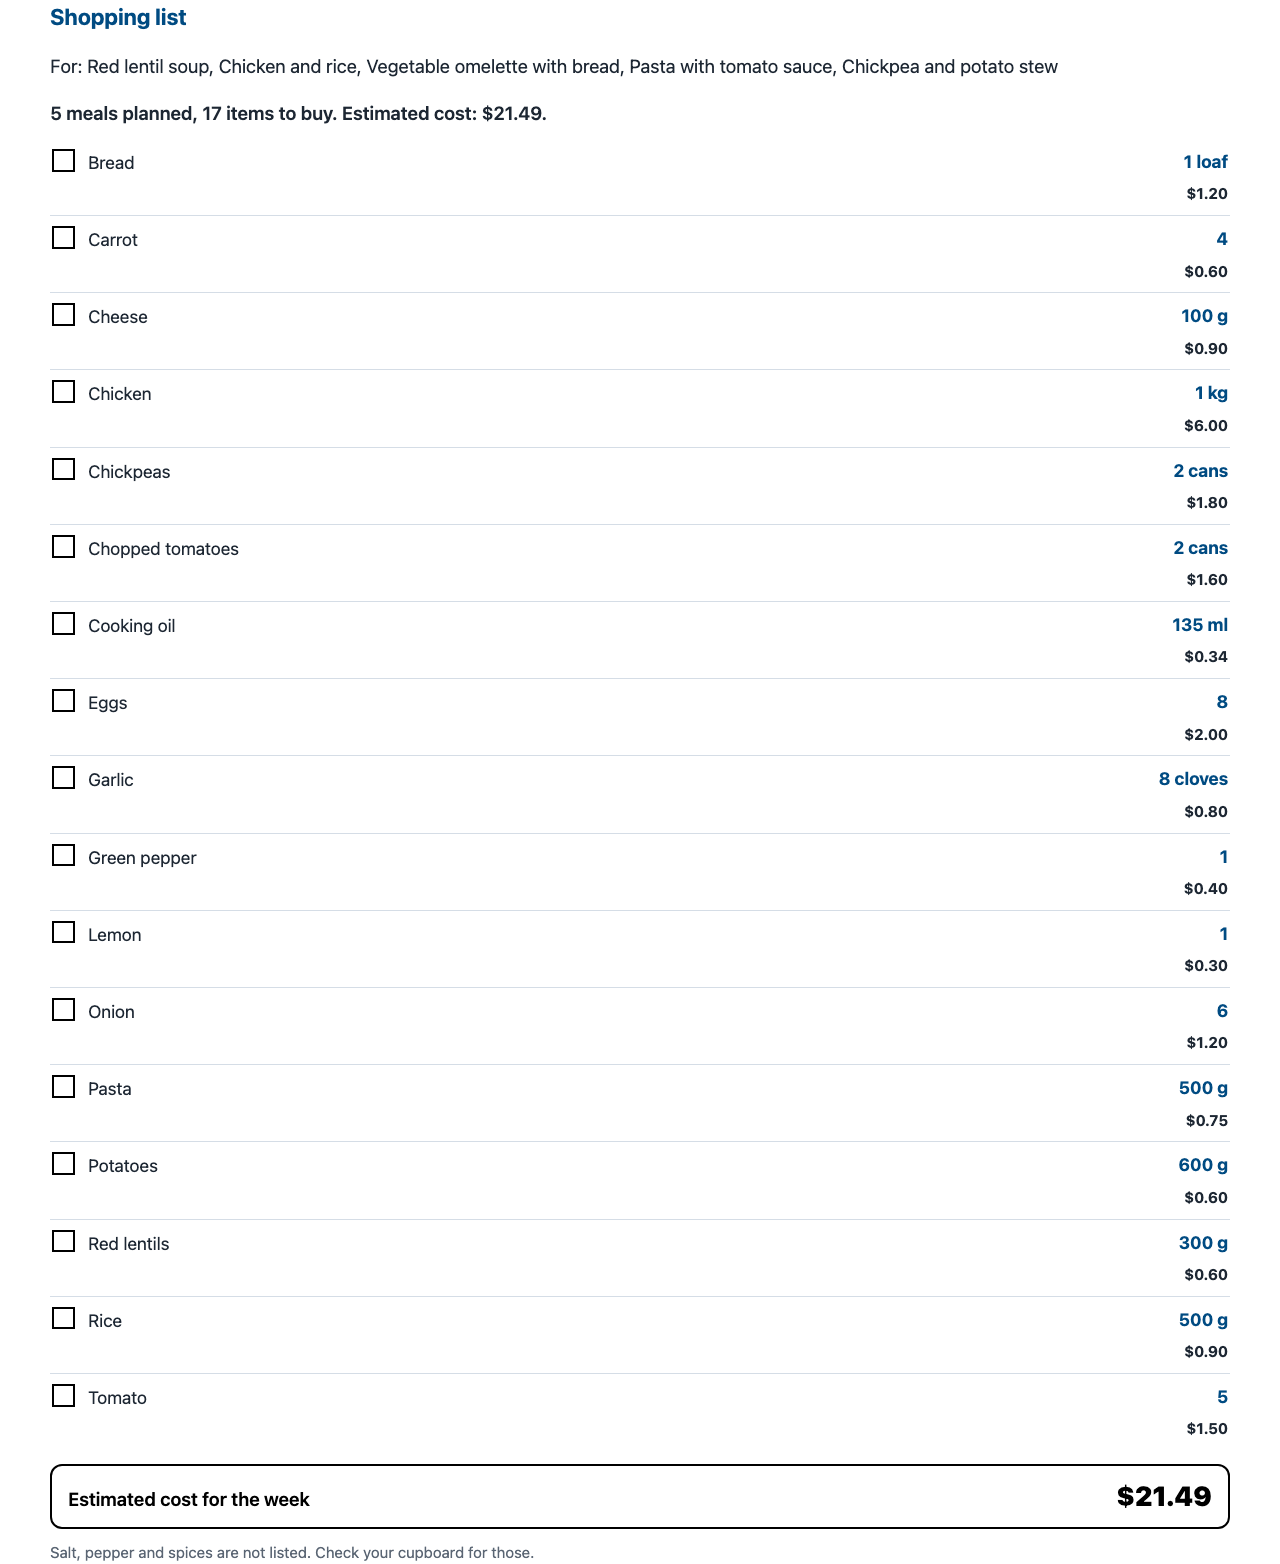 Shopping list
For: Red lentil soup, Chicken and rice, Vegetable omelette with bread, Pasta with tomato sauce, Chickpea and potato stew
5 meals planned, 17 items to buy. Estimated cost: $21.49.
Bread 1 loaf
$1.20
Carrot 4
$0.60
Cheese 100 g
$0.90
Chicken 1 kg
$6.00
Chickpeas 2 cans
$1.80
Chopped tomatoes 2 cans
$1.60
Cooking oil 135 ml
$0.34
Eggs 8
$2.00
Garlic 8 cloves
$0.80
Green pepper 1
$0.40
Lemon 1
$0.30
Onion 6
$1.20
Pasta 500 g
$0.75
Potatoes 600 g
$0.60
Red lentils 300 g
$0.60
Rice 500 g
$0.90
Tomato 5
$1.50
Estimated cost for the week $21.49
Salt, pepper and spices are not listed. Check your cupboard for those.